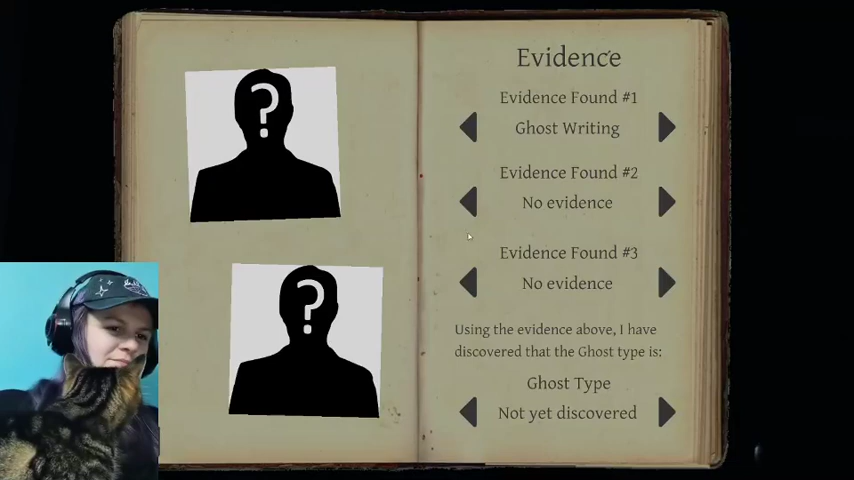 ?
?
Evidence
Evidence Found #1
Ghost Writing
Evidence Found #2
No evidence
Evidence Found #3
No evidence
Using the evidence above, I have
discovered that the Ghost type is:
Ghost Type
Not yet discovered